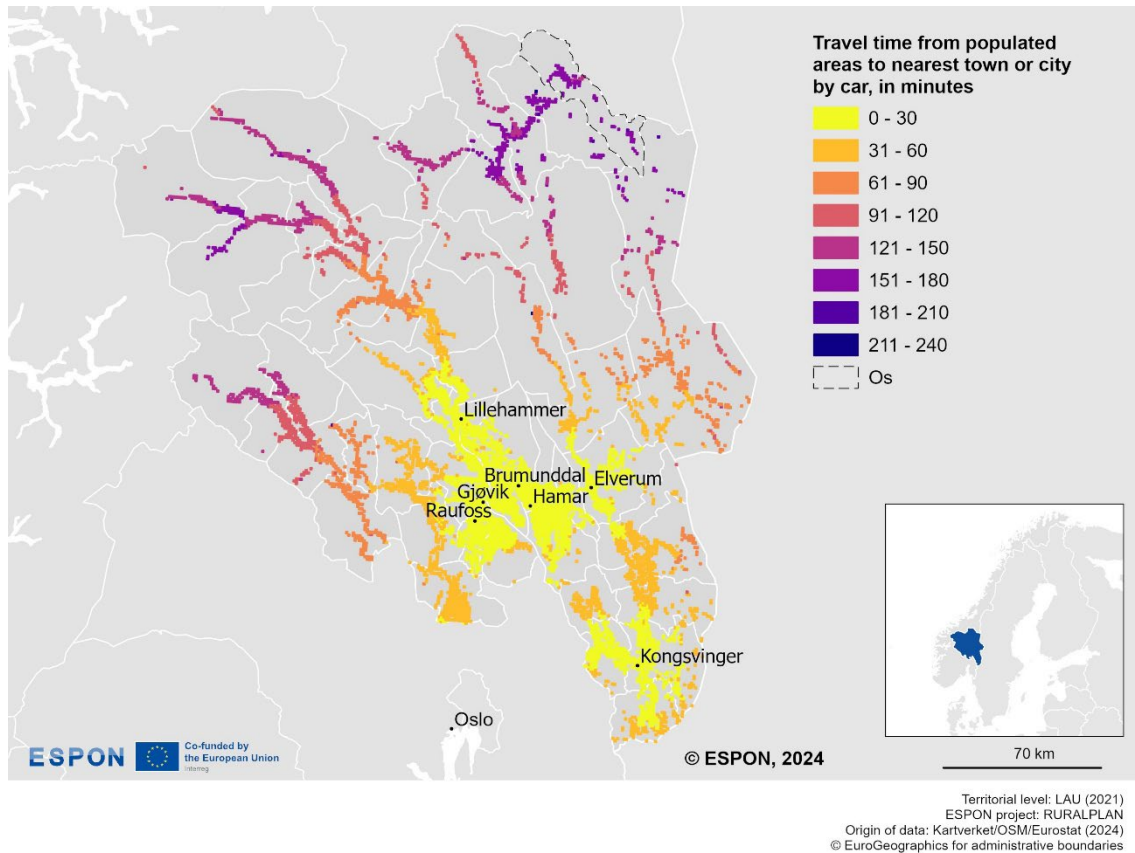 Travel time from populated
areas to nearest town or city
by car, in minutes
0 - 30
31 - 60
61 - 90
91 - 120
121 - 150
151 - 180
181 - 210
211 - 240
Os
Lillehammer
Brumunddal
Elverum
Gjøvik
Hamar
Raufoss
Kongsvinger
Oslo
ESPON
Co-funded by
the European Union
Interreg
© ESPON, 2024
70 km
Territorial level: LAU (2021)
ESPON project: RURALPLAN
Origin of data: Kartverket/OSM/Eurostat (2024)
© EuroGeographics for administrative boundaries